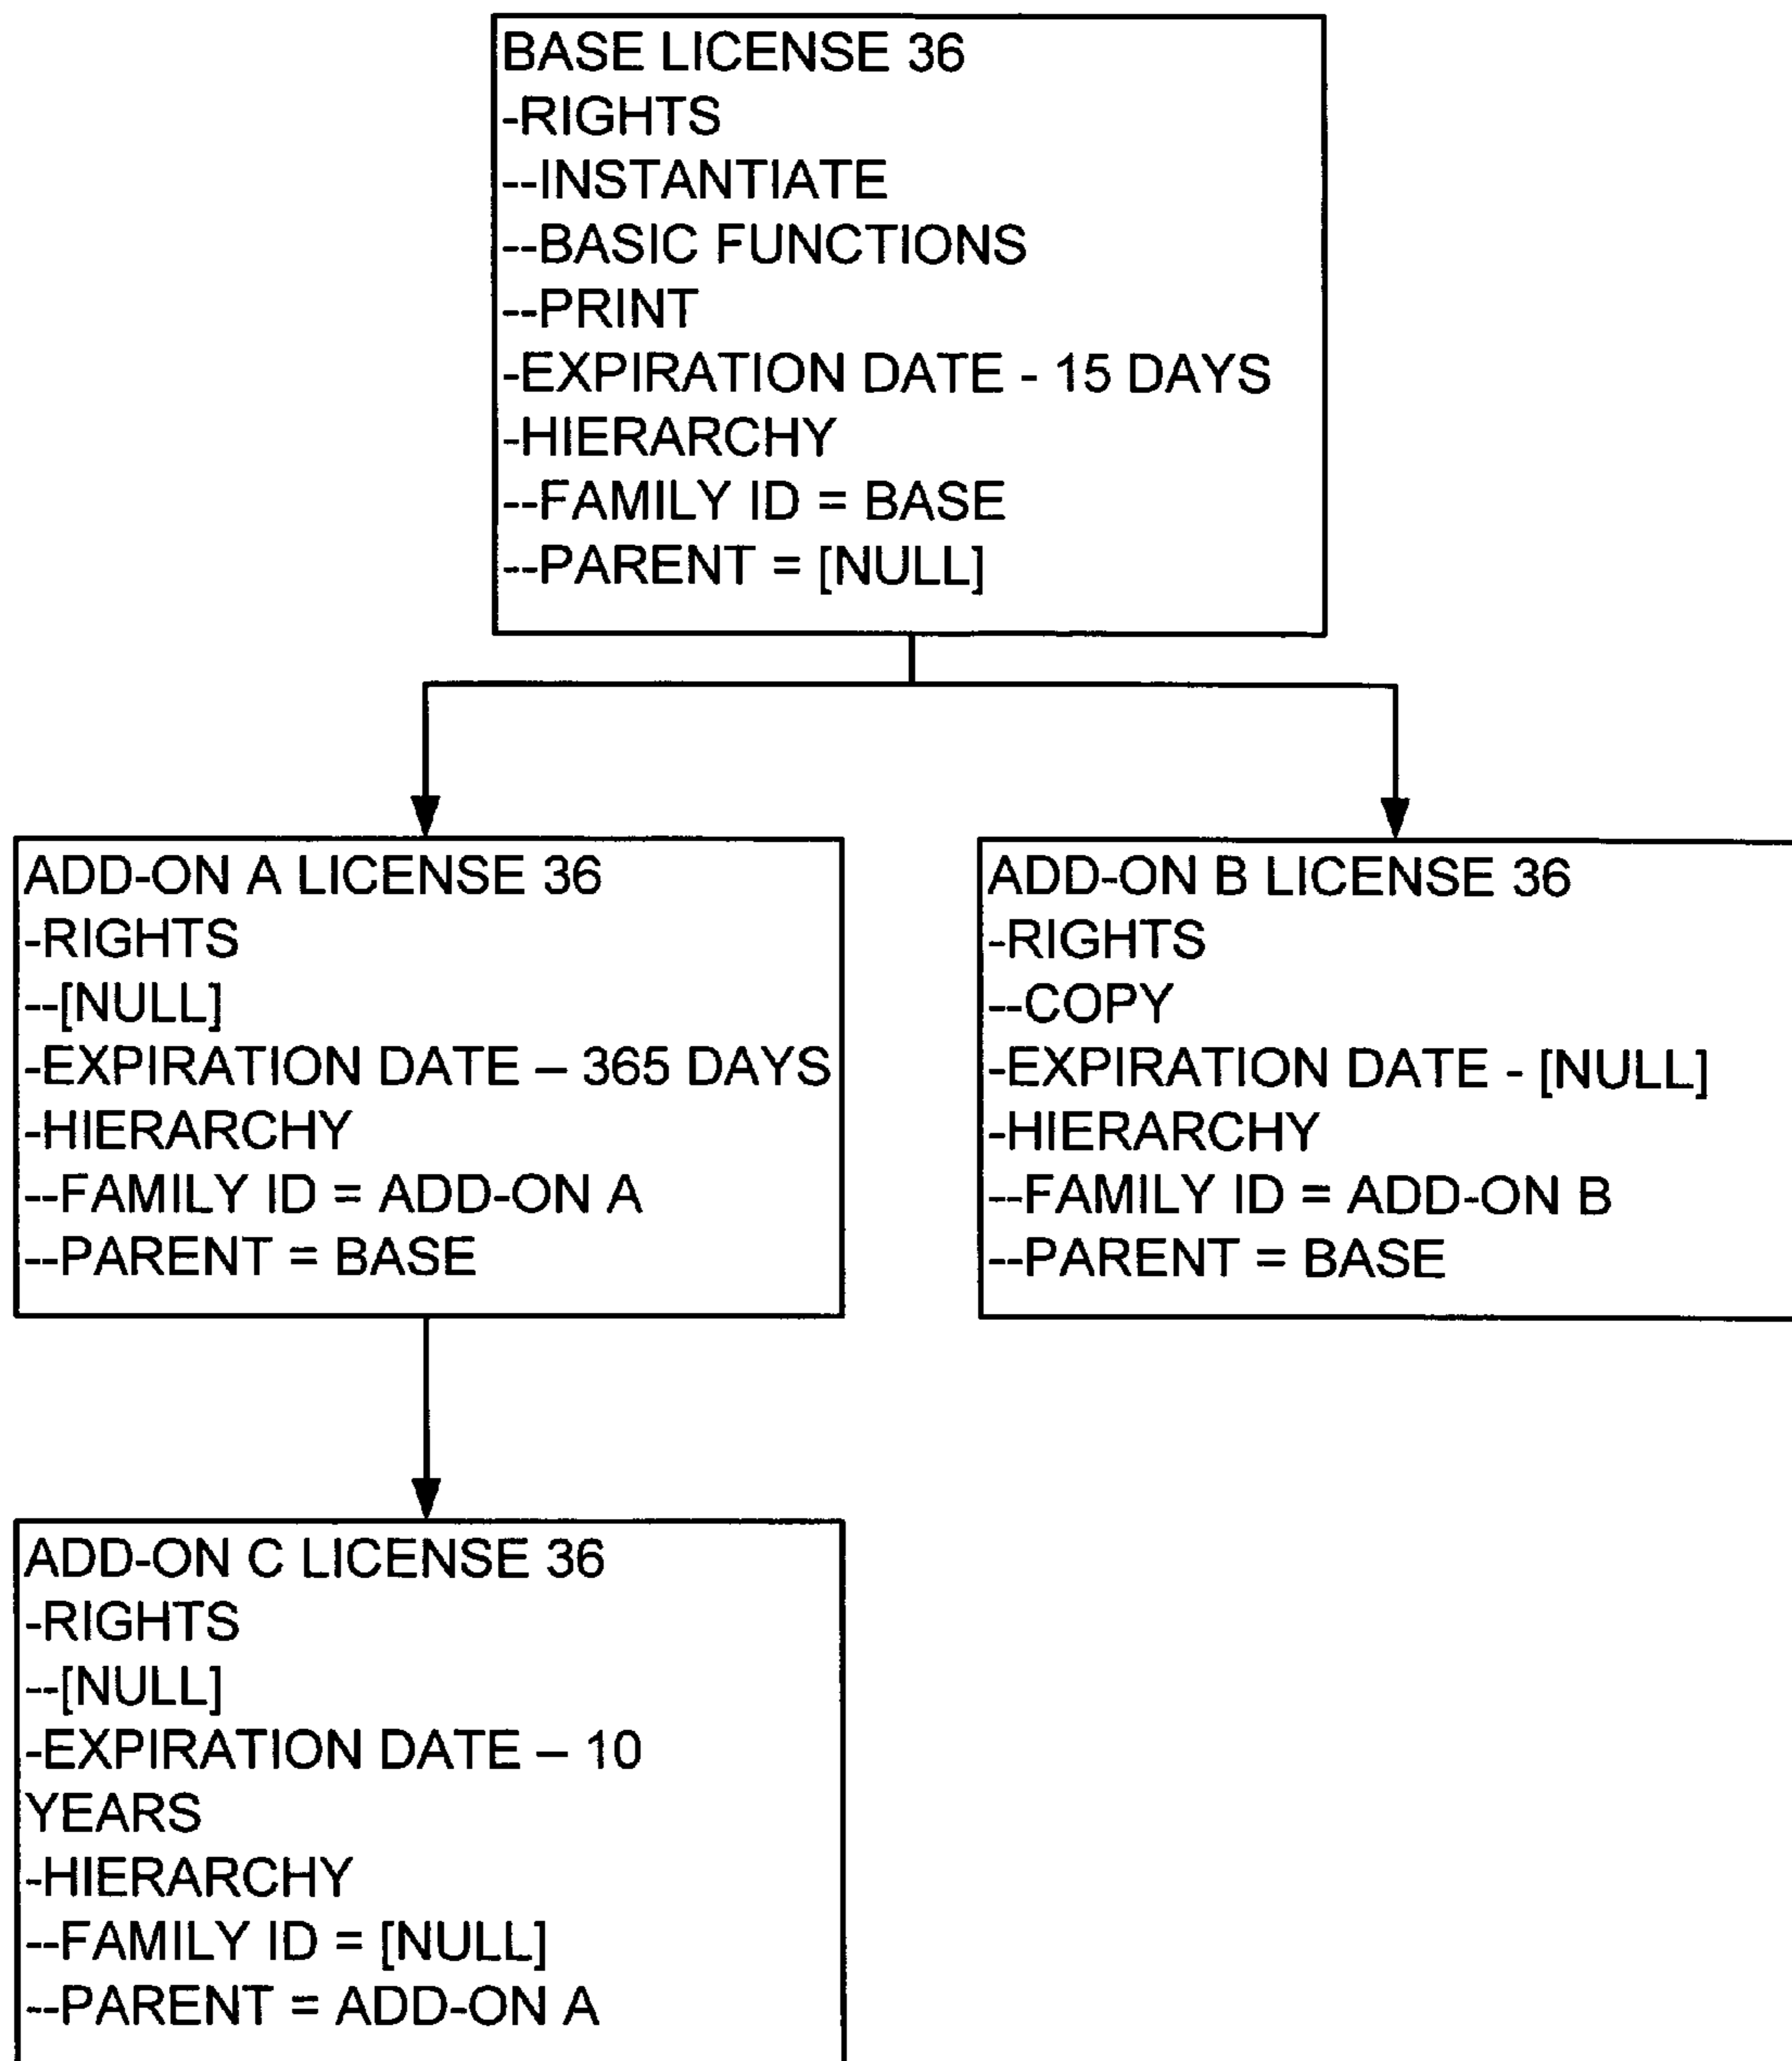 BASE LICENSE 36
-RIGHTS
--INSTANTIATE
--BASIC FUNCTIONS
--PRINT
-EXPIRATION DATE - 15 DAYS
-HIERARCHY
--FAMILY ID = BASE
--PARENT = [NULL]
ADD-ON A LICENSE 36
-RIGHTS
--[NULL]
-EXPIRATION DATE – 365 DAYS
-HIERARCHY
--FAMILY ID = ADD-ON A
--PARENT = BASE
ADD-ON B LICENSE 36
-RIGHTS
--COPY
-EXPIRATION DATE - [NULL]
-HIERARCHY
--FAMILY ID = ADD-ON B
--PARENT = BASE
ADD-ON C LICENSE 36
-RIGHTS
--[NULL]
-EXPIRATION DATE – 10
YEARS
-HIERARCHY
--FAMILY ID = [NULL]
--PARENT = ADD-ON A